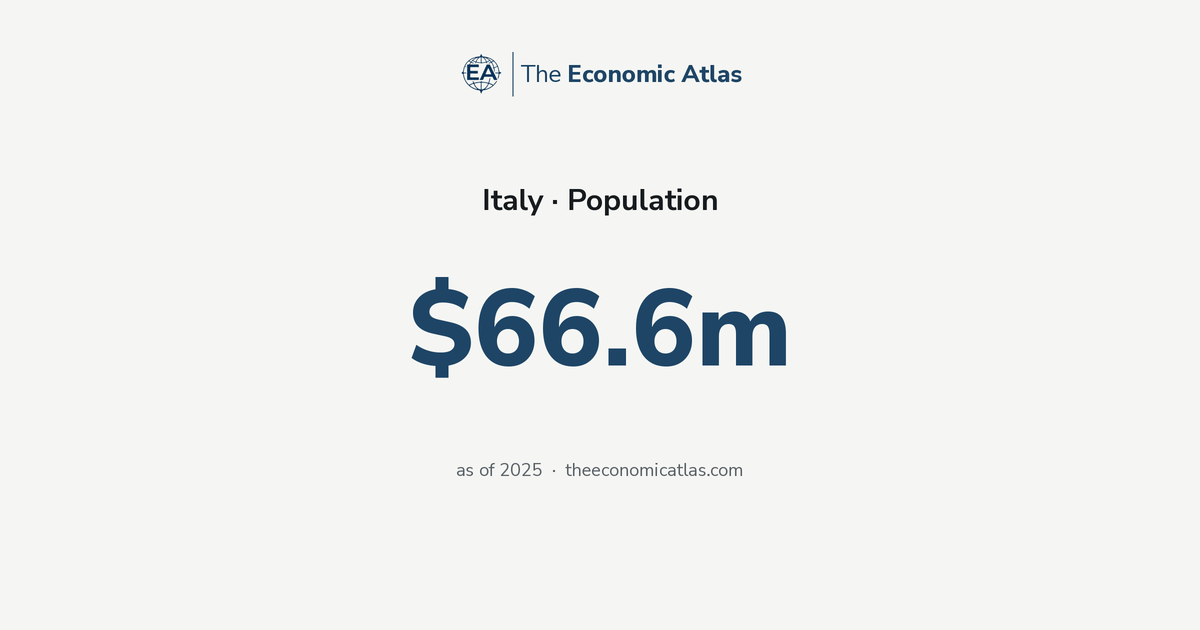 EA The Economic Atlas
Italy · Population
$66.6m
as of 2025 · theeconomicatlas.com